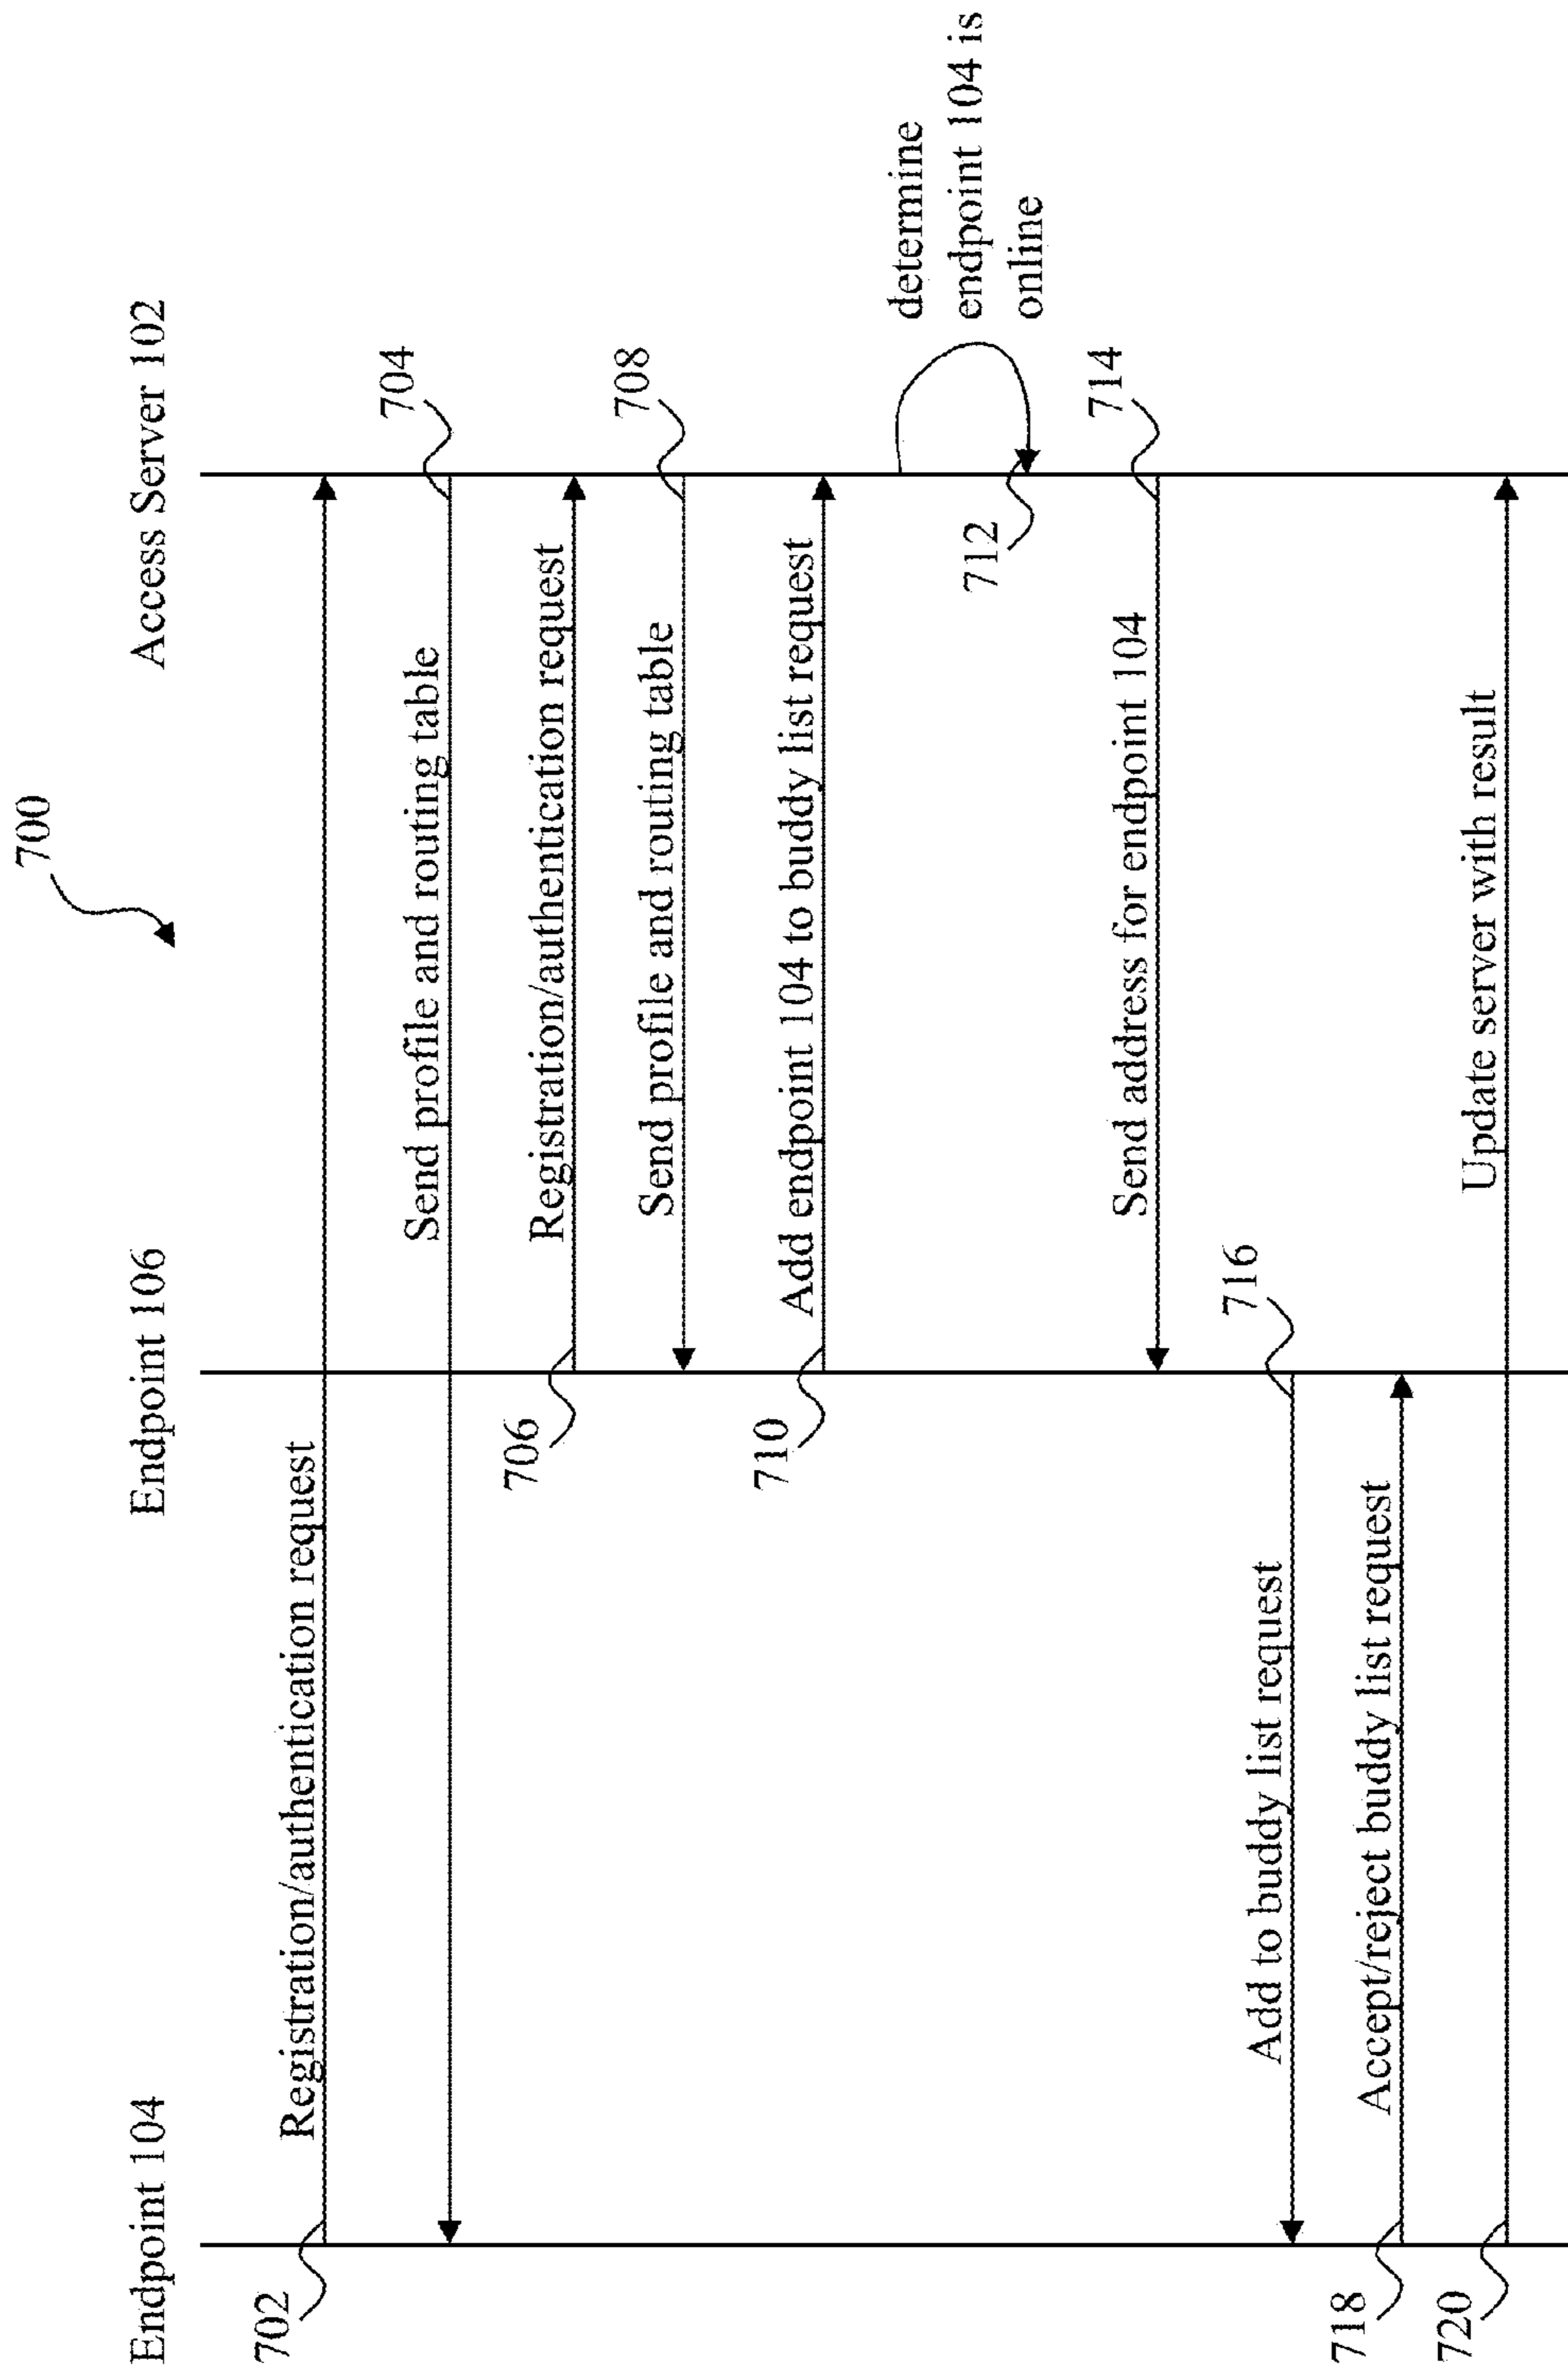 700
Endpoint 104
Endpoint 106
Access Server 102
702
Registration/authentication request
704
Send profile and routing table
706
Registration/authentication request
708
Send profile and routing table
710
Add endpoint 104 to buddy list request
determine
endpoint 104 is
online
712
714
Send address for endpoint 104
716
Add to buddy list request
718
Accept/reject buddy list request
720
Update server with result